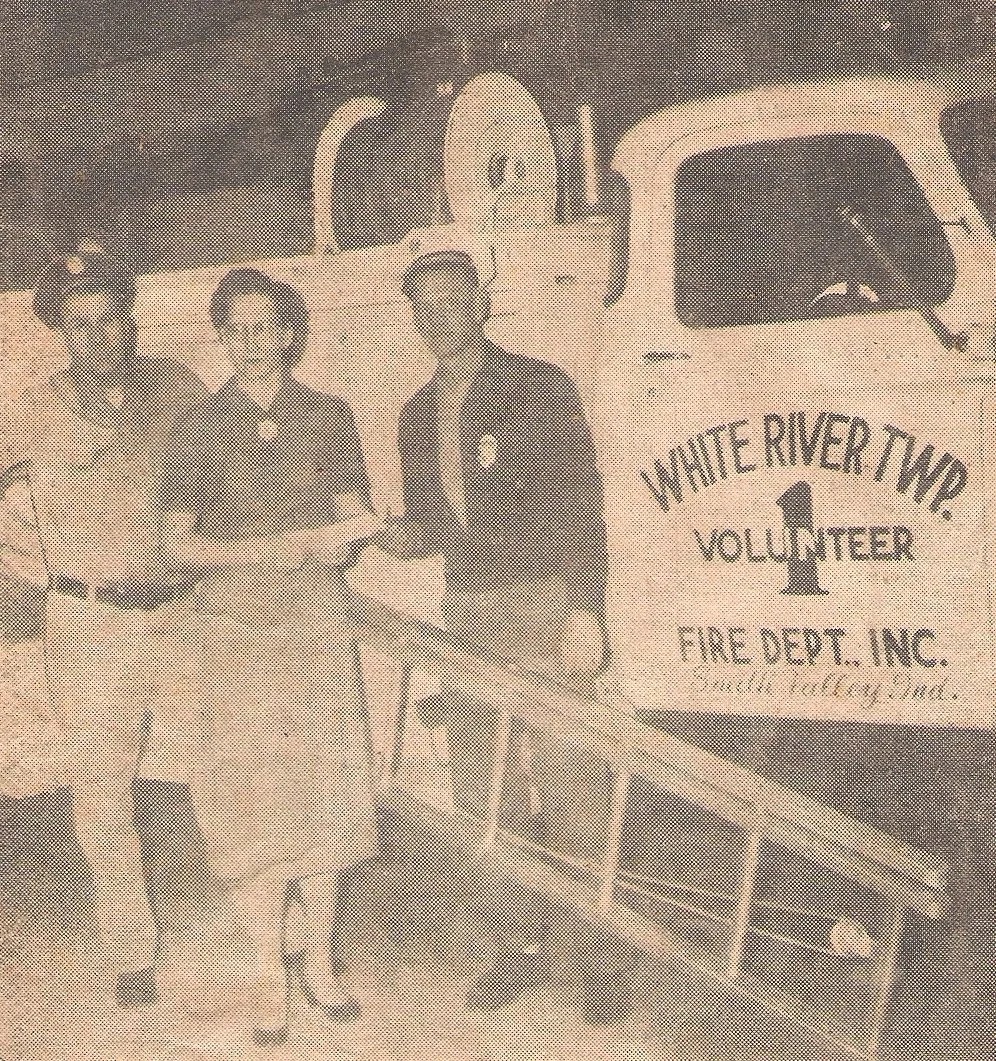 WHITE RIVER TWP.
1
VOLUNTEER
FIRE DEPT., INC.
Smith Valley Ind.